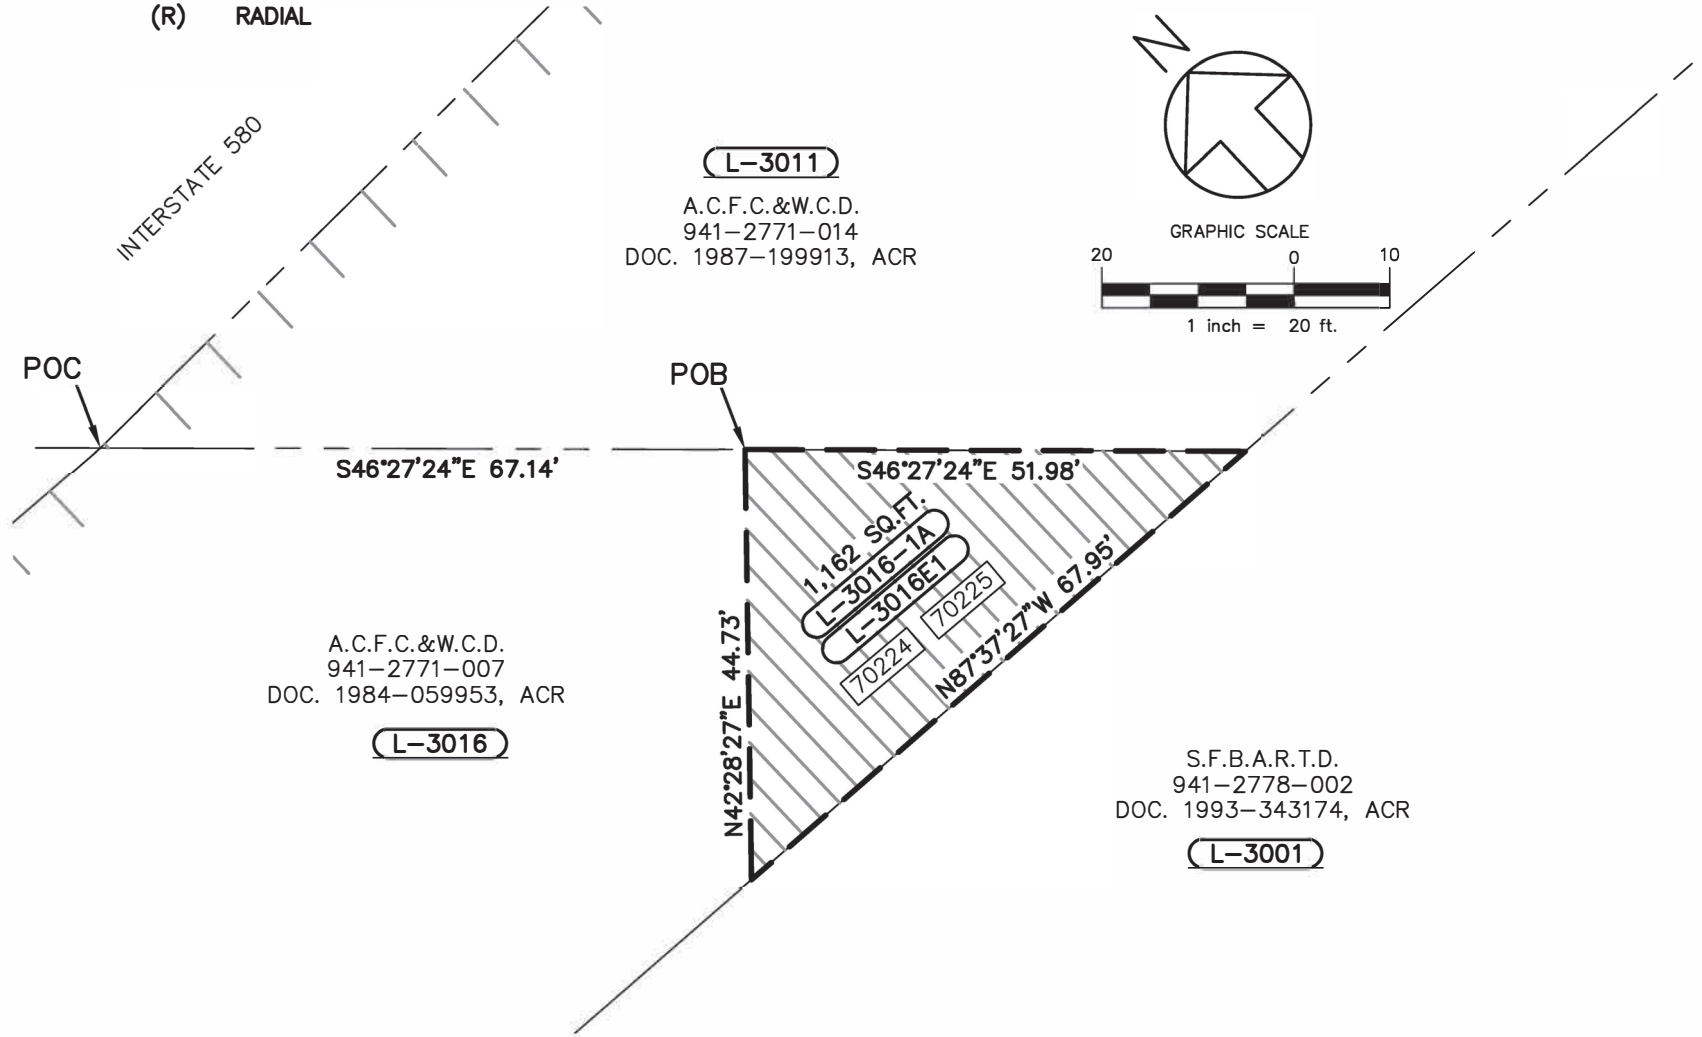 (R) RADIAL
N
INTERSTATE 580
L-3011
A.C.F.C.&W.C.D.
941-2771-014
DOC. 1987-199913, ACR
GRAPHIC SCALE
20 0 10
1 inch = 20 ft.
POC
POB
S46°27'24"E 67.14'
S46°27'24"E 51.98'
1,162 SQ.FT.
L-3016-1A
L-3016E1
70224
70225
N87°37'27"W 67.95'
N42°28'27"E 44.73'
A.C.F.C.&W.C.D.
941-2771-007
DOC. 1984-059953, ACR
L-3016
S.F.B.A.R.T.D.
941-2778-002
DOC. 1993-343174, ACR
L-3001